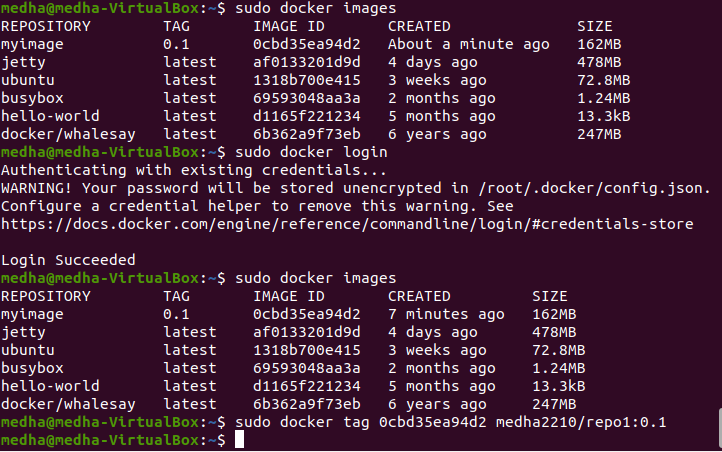 medha@medha-VirtualBox:~$ sudo docker images
REPOSITORY TAG IMAGE ID CREATED SIZE
myimage 0.1 0cbd35ea94d2 About a minute ago 162MB
jetty latest af0133201d9d 4 days ago 478MB
ubuntu latest 1318b700e415 3 weeks ago 72.8MB
busybox latest 69593048aa3a 2 months ago 1.24MB
hello-world latest d1165f221234 5 months ago 13.3kB
docker/whalesay latest 6b362a9f73eb 6 years ago 247MB
medha@medha-VirtualBox:~$ sudo docker login
Authenticating with existing credentials...
WARNING! Your password will be stored unencrypted in /root/.docker/config.json.
Configure a credential helper to remove this warning. See
https://docs.docker.com/engine/reference/commandline/login/#credentials-store
Login Succeeded
medha@medha-VirtualBox:~$ sudo docker images
REPOSITORY TAG IMAGE ID CREATED SIZE
myimage 0.1 0cbd35ea94d2 7 minutes ago 162MB
jetty latest af0133201d9d 4 days ago 478MB
ubuntu latest 1318b700e415 3 weeks ago 72.8MB
busybox latest 69593048aa3a 2 months ago 1.24MB
hello-world latest d1165f221234 5 months ago 13.3kB
docker/whalesay latest 6b362a9f73eb 6 years ago 247MB
medha@medha-VirtualBox:~$ sudo docker tag 0cbd35ea94d2 medha2210/repo1:0.1
medha@medha-VirtualBox:~$